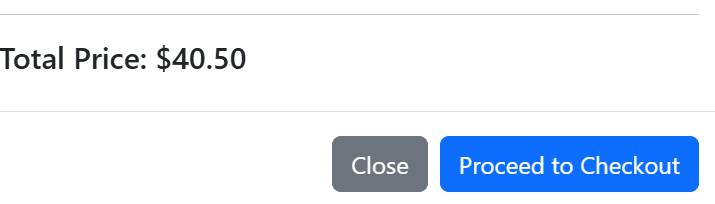 Total Price: $40.50
Close
Proceed to Checkout